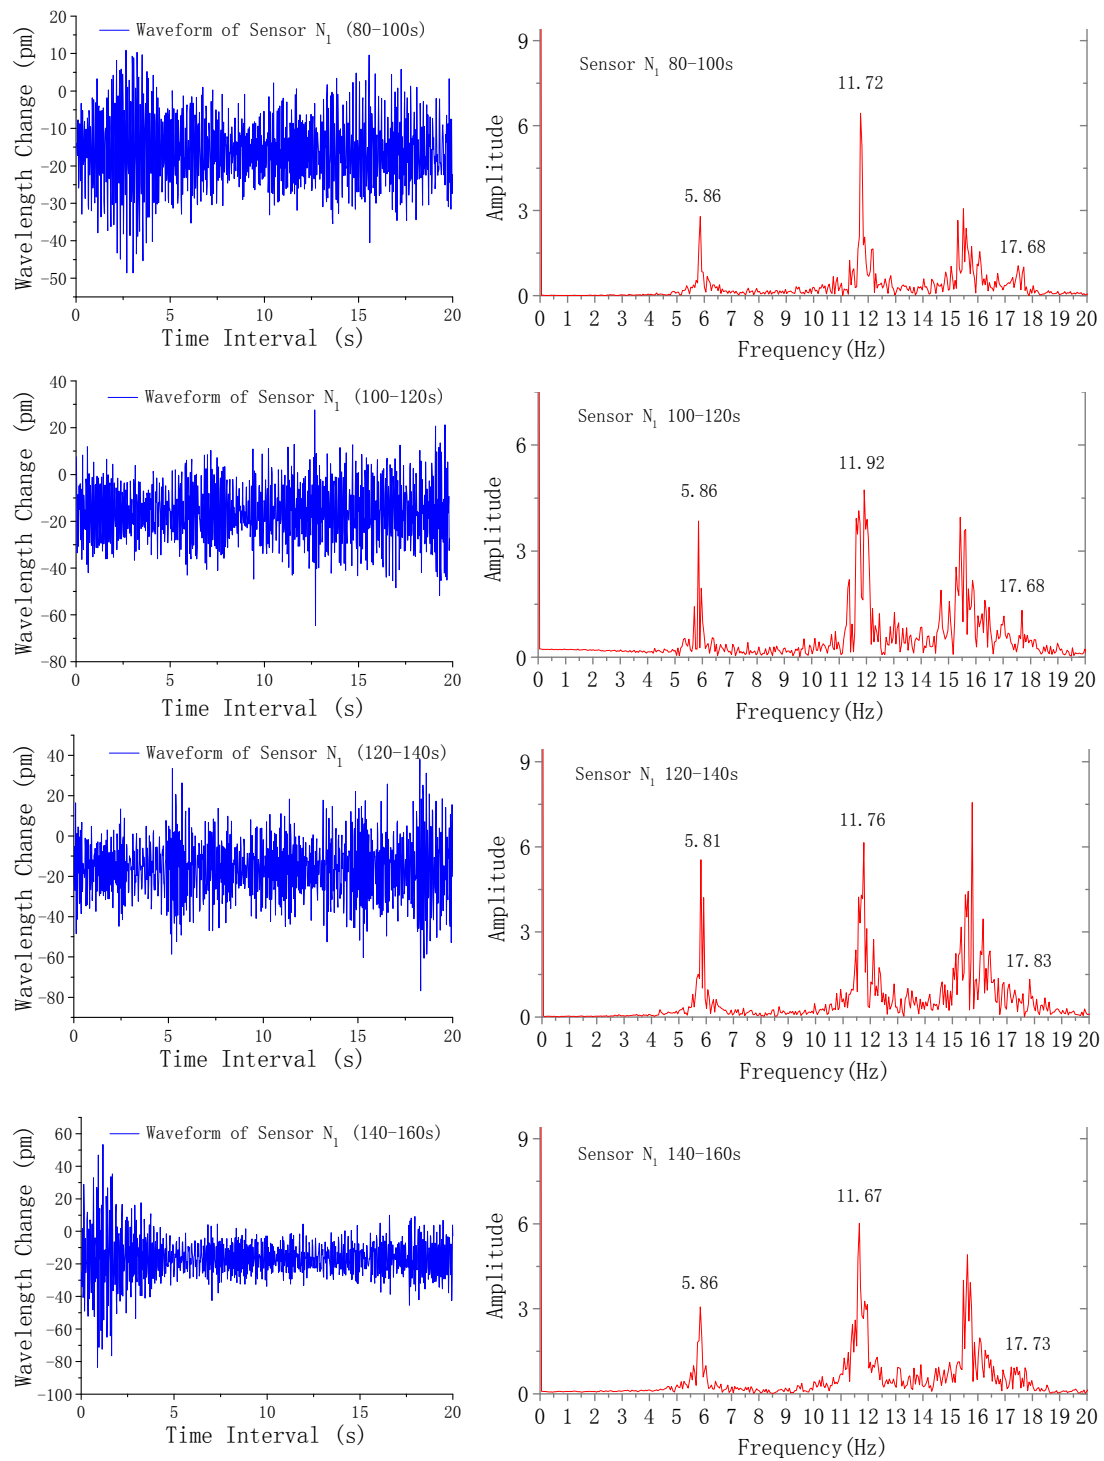 Waveform of Sensor N1 (80-100s)
Wavelength Change (pm)
20
10
0
-10
-20
-30
-40
-50
0 5 10 15 20
Time Interval (s)
Sensor N1 80-100s
Amplitude
9
6
3
0
5.86
11.72
17.68
0 1 2 3 4 5 6 7 8 9 10 11 12 13 14 15 16 17 18 19 20
Frequency(Hz)
Waveform of Sensor N1 (100-120s)
Wavelength Change (pm)
40
20
0
-20
-40
-60
-80
0 5 10 15 20
Time Interval (s)
Sensor N1 100-120s
Amplitude
6
3
0
5.86
11.92
17.68
0 1 2 3 4 5 6 7 8 9 10 11 12 13 14 15 16 17 18 19 20
Frequency(Hz)
Waveform of Sensor N1 (120-140s)
Wavelength Change (pm)
40
20
0
-20
-40
-60
-80
0 5 10 15 20
Time Interval (s)
Sensor N1 120-140s
Amplitude
9
6
3
0
5.81
11.76
17.83
0 1 2 3 4 5 6 7 8 9 10 11 12 13 14 15 16 17 18 19 20
Frequency(Hz)
Waveform of Sensor N1 (140-160s)
Wavelength Change (pm)
60
40
20
0
-20
-40
-60
-80
-100
0 5 10 15 20
Time Interval (s)
Sensor N1 140-160s
Amplitude
9
6
3
0
5.86
11.67
17.73
0 1 2 3 4 5 6 7 8 9 10 11 12 13 14 15 16 17 18 19 20
Frequency(Hz)